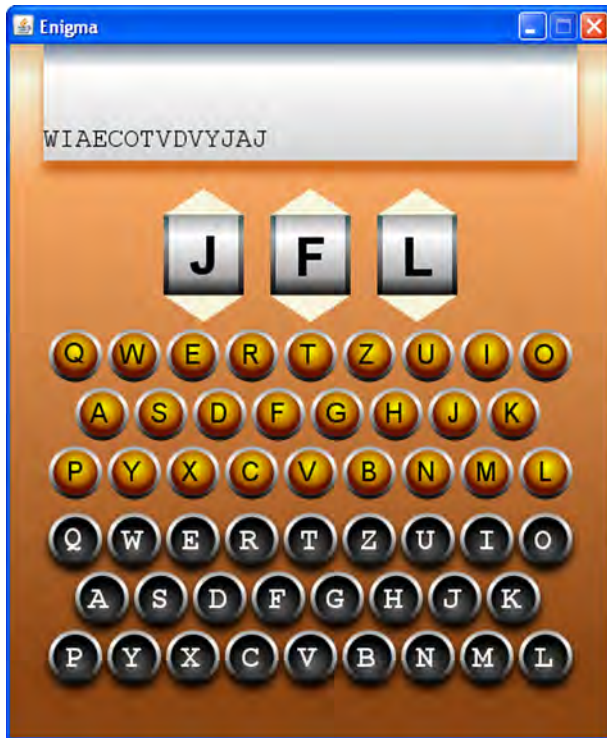 Enigma
WIAECOTVDVYJAJ
J F L
Q W E R T Z U I O
A S D F G H J K
P Y X C V B N M L
Q W E R T Z U I O
A S D F G H J K
P Y X C V B N M L